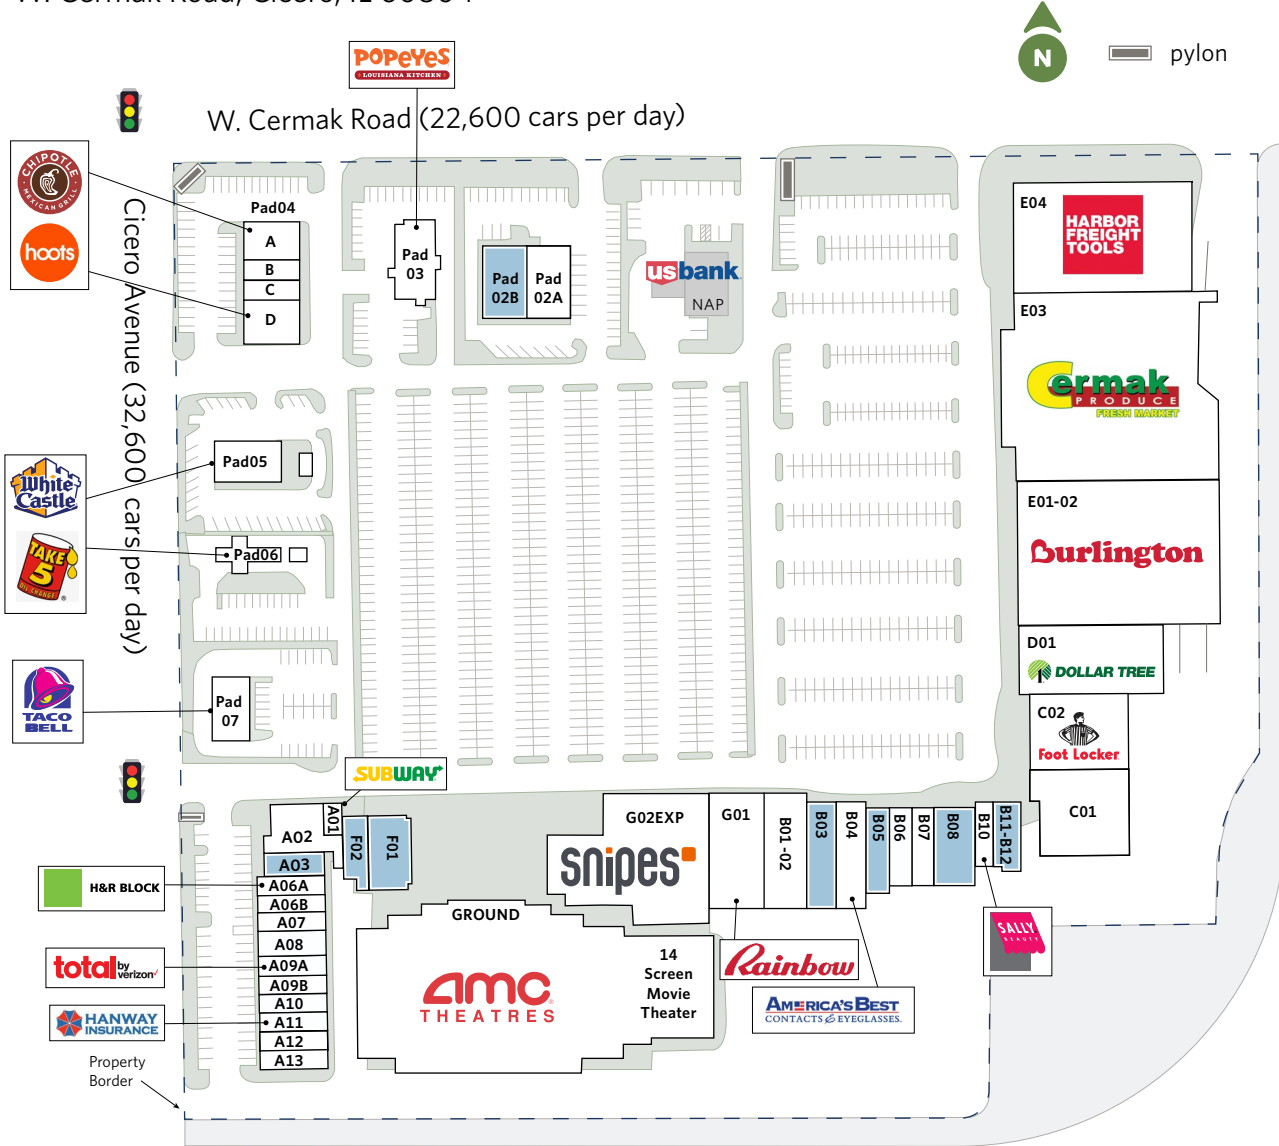 N
pylon
POPEYES
LOUISIANA KITCHEN
W. Cermak Road (22,600 cars per day)
CHIPOTLE
MEXICAN GRILL
hoots
Cicero Avenue (32,600 cars per day)
Pad04
A
B
C
D
Pad
03
Pad
02B
Pad
02A
usbank
NAP
E04
HARBOR
FREIGHT
TOOLS
E03
Cermak
PRODUCE
FRESH MARKET
E01-02
Burlington
D01
DOLLAR TREE
C02
Foot Locker
C01
White
Castle
Pad05
TAKE
5
OIL CHANGE
Pad06
TACO
BELL
Pad
07
SUBWAY
A01
A02
A03
F02
F01
H&R BLOCK
A06A
A06B
A07
A08
total by
verizon
A09A
A09B
A10
HANWAY
INSURANCE
A11
A12
A13
Property
Border
GROUND
amc
THEATRES
14
Screen
Movie
Theater
G02EXP
snipes
G01
B01-02
B03
B04
B05
B06
B07
B08
B10
B11-B12
Rainbow
AMERICA'S BEST
CONTACTS & EYEGLASSES
SALLY
BEAUTY